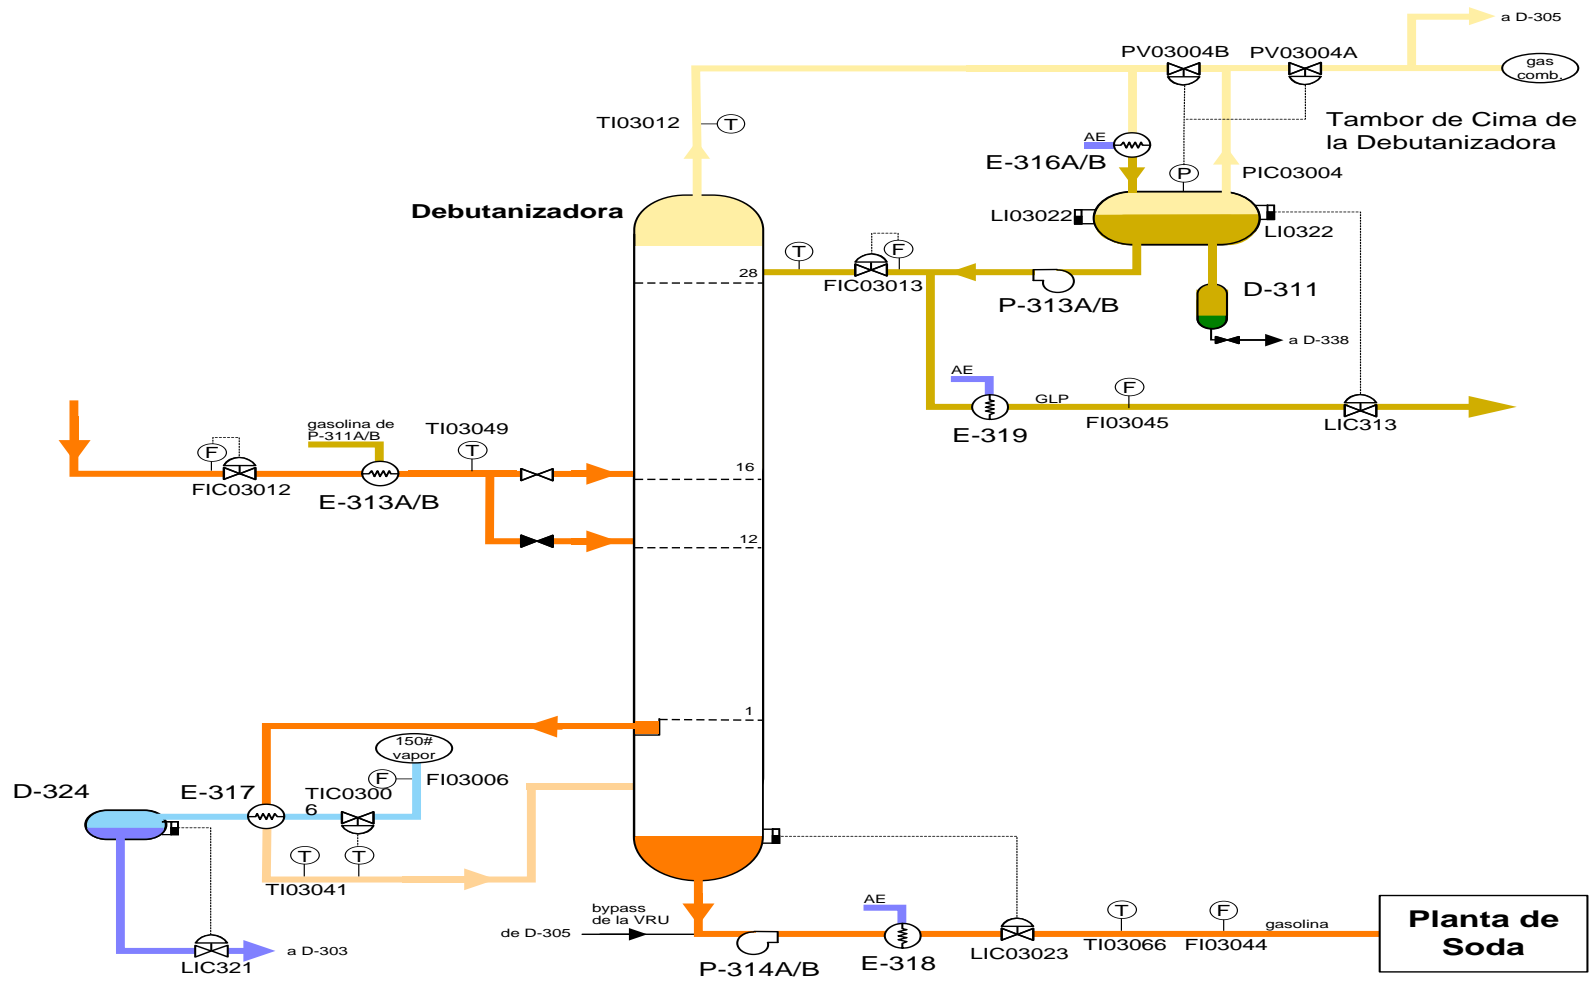 a D-305
PV03004B
PV03004A
gas
comb.
TI03012
T
Tambor de Cima de
la Debutanizadora
AE
E-316A/B
P
PIC03004
Debutanizadora
LI03022
LI0322
T
F
28
FIC03013
P-313A/B
D-311
a D-338
AE
GLP
F
E-319
FI03045
LIC313
gasolina de
P-311A/B
TI03049
F
T
16
FIC03012
E-313A/B
12
1
150#
vapor
F
FI03006
D-324
E-317
TIC0300
6
T
T
TI03041
a D-303
LIC321
bypass
de la VRU
de D-305
P-314A/B
AE
E-318
LIC03023
T
TI03066
F
FI03044
gasolina
Planta de
Soda